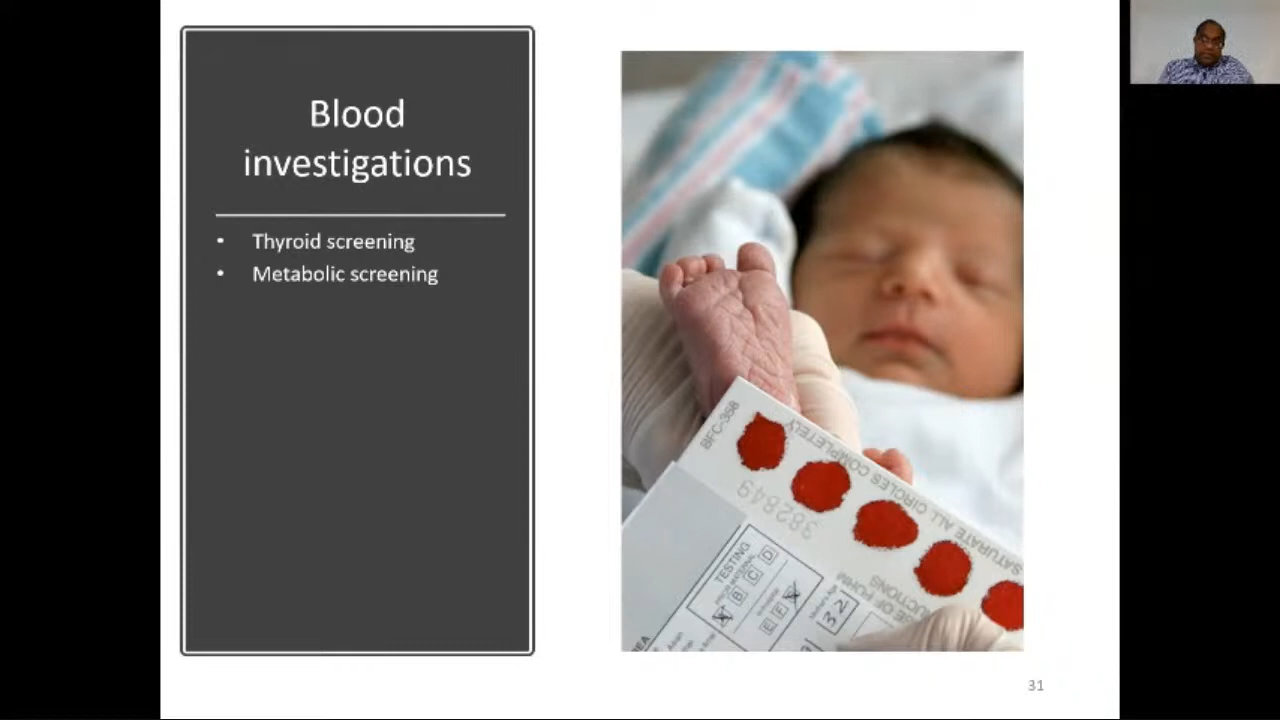 Blood
investigations
• Thyroid screening
• Metabolic screening
BFC-358
SATURATE ALL CIRCLES COMPLETELY
382849
TESTING
A B C D
E F
32
31